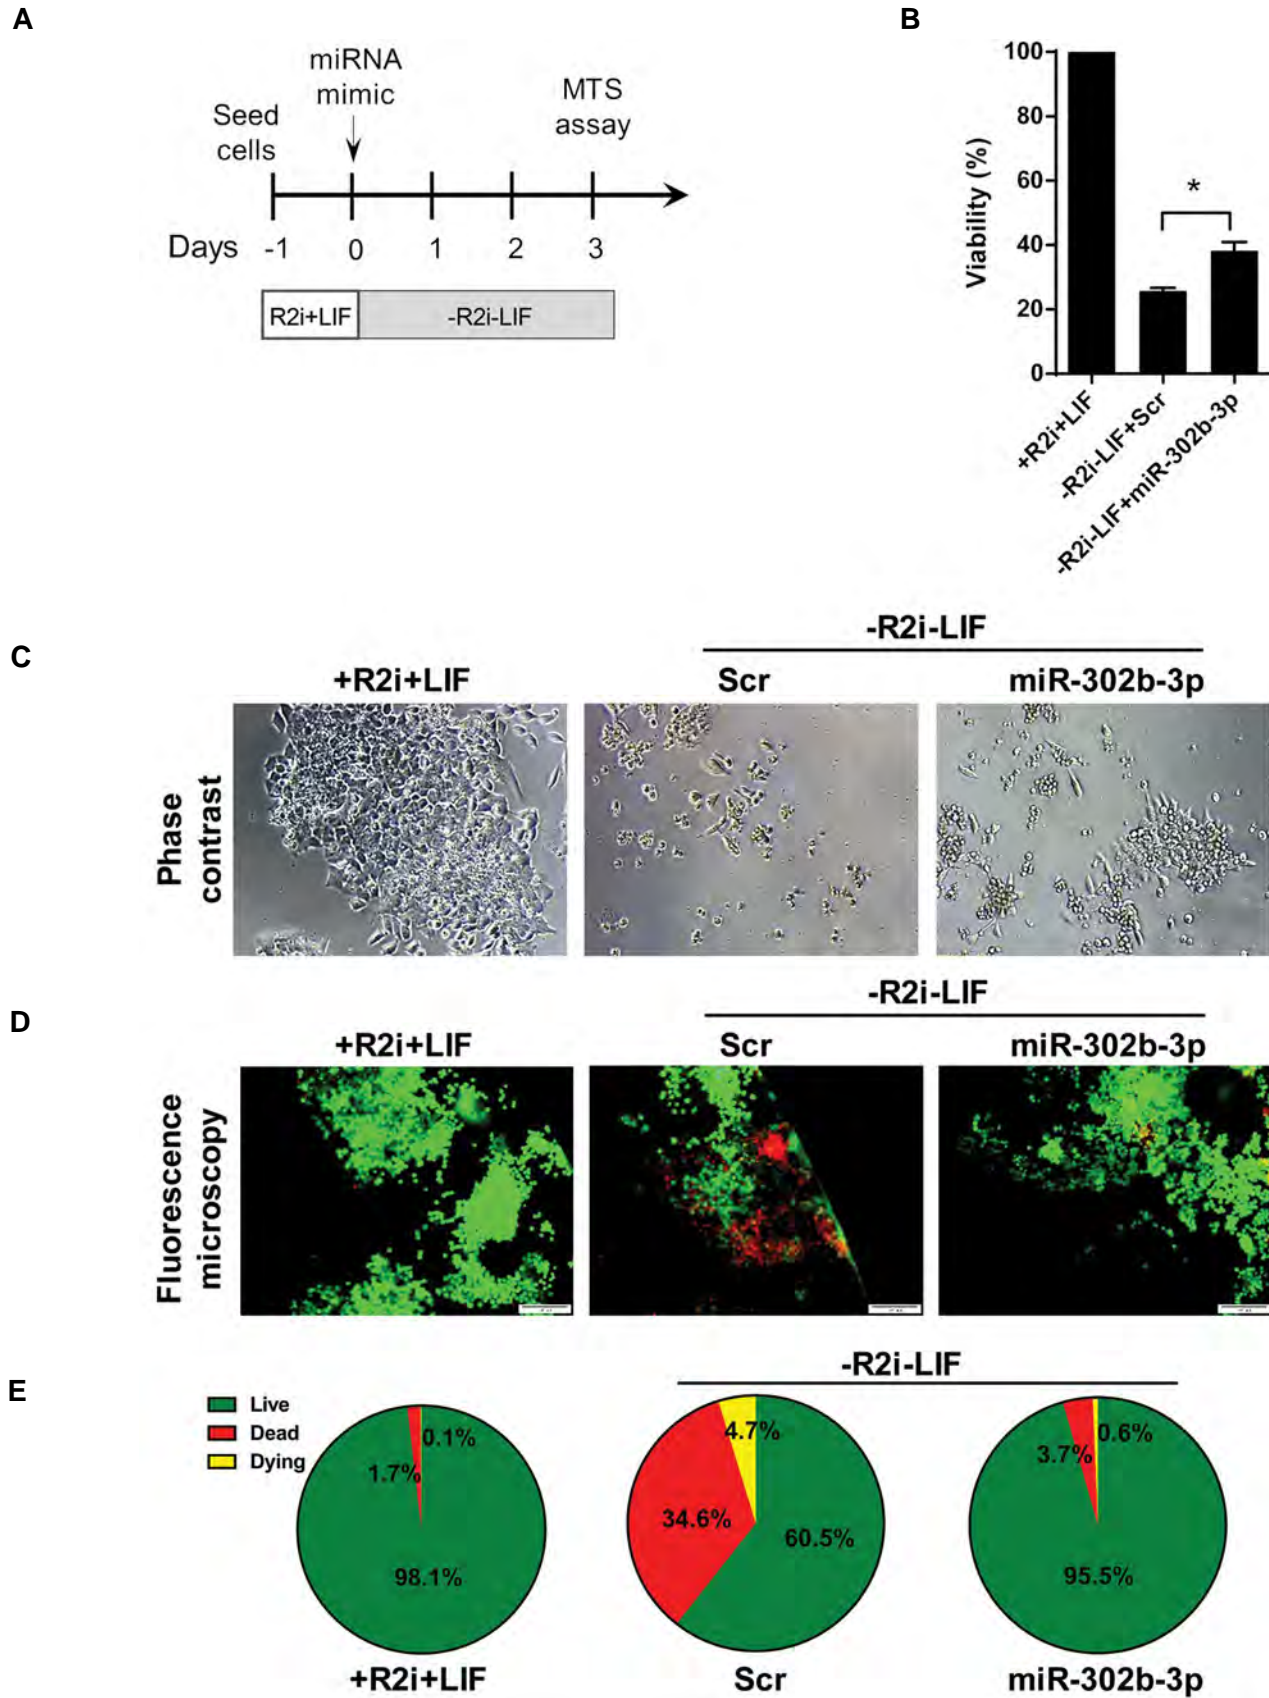 A
miRNA
mimic
Seed
cells
MTS
assay
Days -1 0 1 2 3
R2i+LIF
-R2i-LIF
B
Viability (%)
100
80
60
40
20
0
*
+R2i+LIF
-R2i-LIF+Scr
-R2i-LIF+miR-302b-3p
C
-R2i-LIF
+R2i+LIF
Scr
miR-302b-3p
Phase
contrast
D
-R2i-LIF
+R2i+LIF
Scr
miR-302b-3p
Fluorescence
microscopy
E
-R2i-LIF
Live
Dead
Dying
0.1%
1.7%
98.1%
4.7%
34.6%
60.5%
0.6%
3.7%
95.5%
+R2i+LIF
Scr
miR-302b-3p